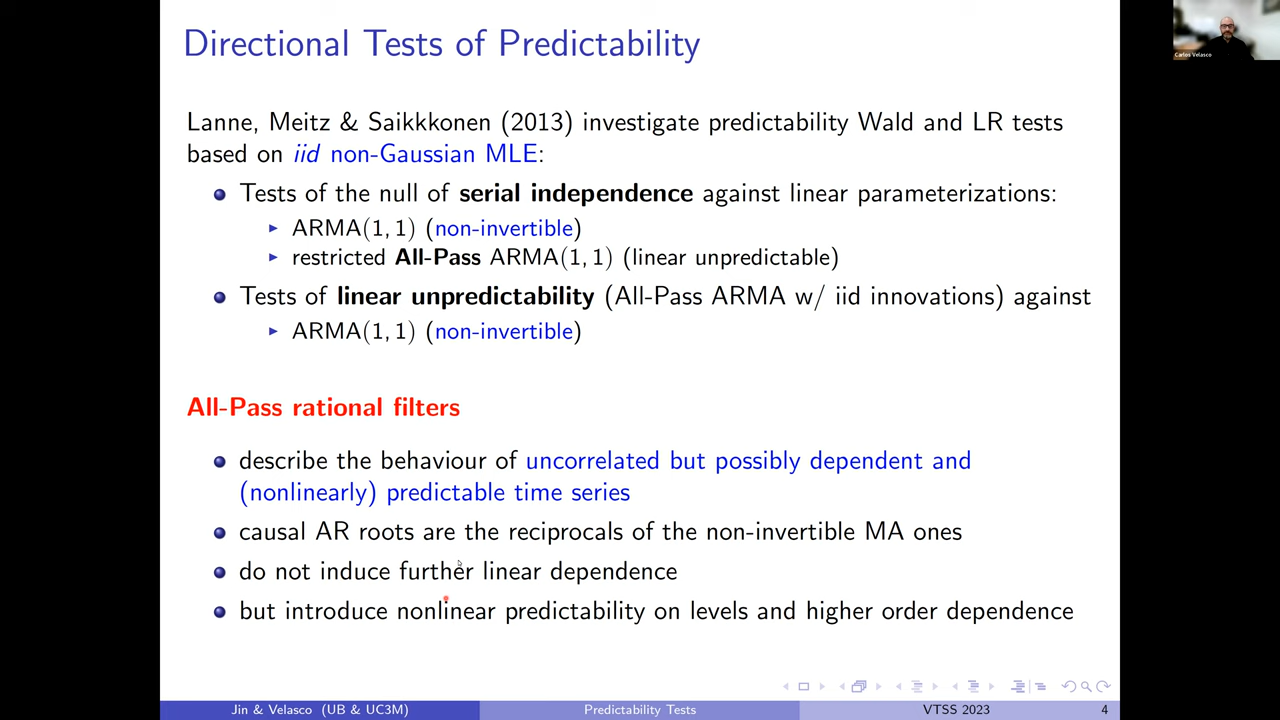 Directional Tests of Predictability
Carlos Velasco
Lanne, Meitz & Saikkkonen (2013) investigate predictability Wald and LR tests
based on iid non-Gaussian MLE:
Tests of the null of serial independence against linear parameterizations:
ARMA(1, 1) (non-invertible)
restricted All-Pass ARMA(1, 1) (linear unpredictable)
Tests of linear unpredictability (All-Pass ARMA w/ iid innovations) against
ARMA(1, 1) (non-invertible)
All-Pass rational filters
describe the behaviour of uncorrelated but possibly dependent and
(nonlinearly) predictable time series
causal AR roots are the reciprocals of the non-invertible MA ones
do not induce further linear dependence
but introduce nonlinear predictability on levels and higher order dependence
Jin & Velasco (UB & UC3M) Predictability Tests VTSS 2023 4